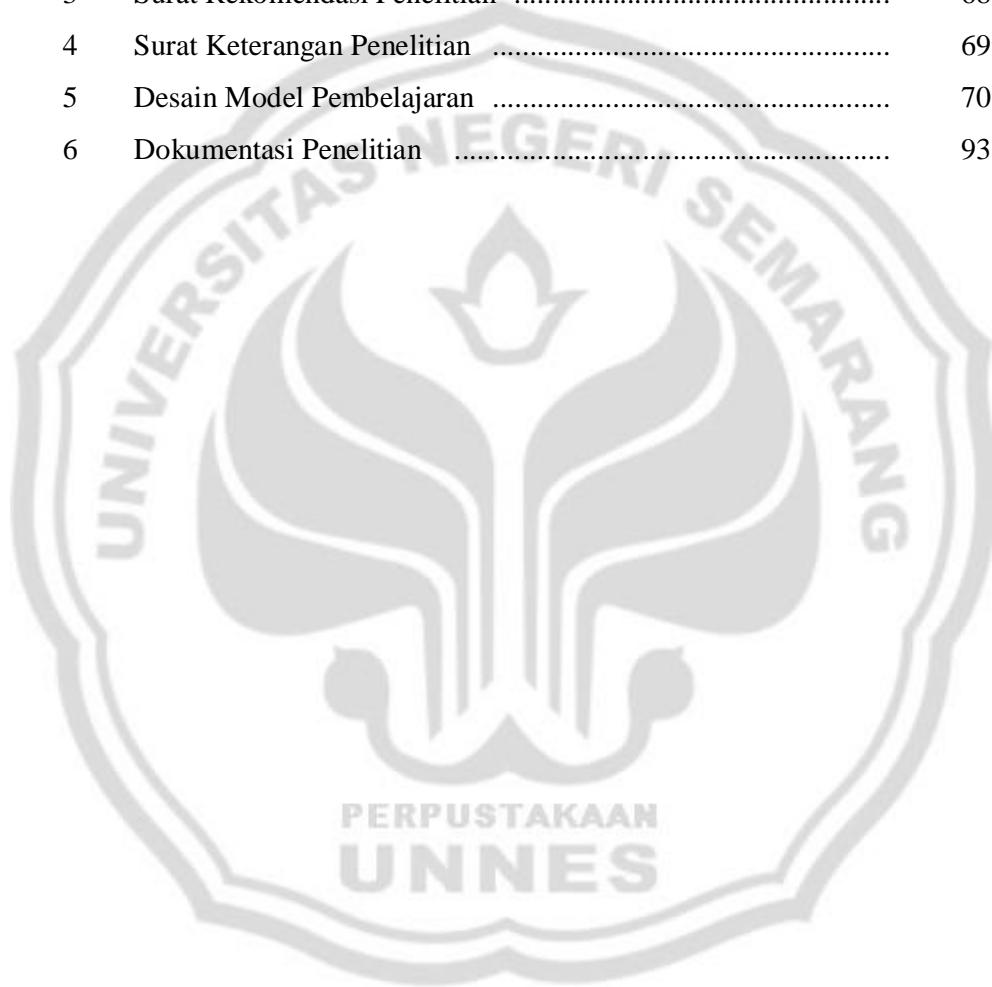 4 Surat Keterangan Penelitian ..................................................... 69
5 Desain Model Pembelajaran ..................................................... 70
6 Dokumentasi Penelitian .......................................................... 93
UNIVERSITAS NEGERI SEMARANG
PERPUSTAKAAN
UNNES